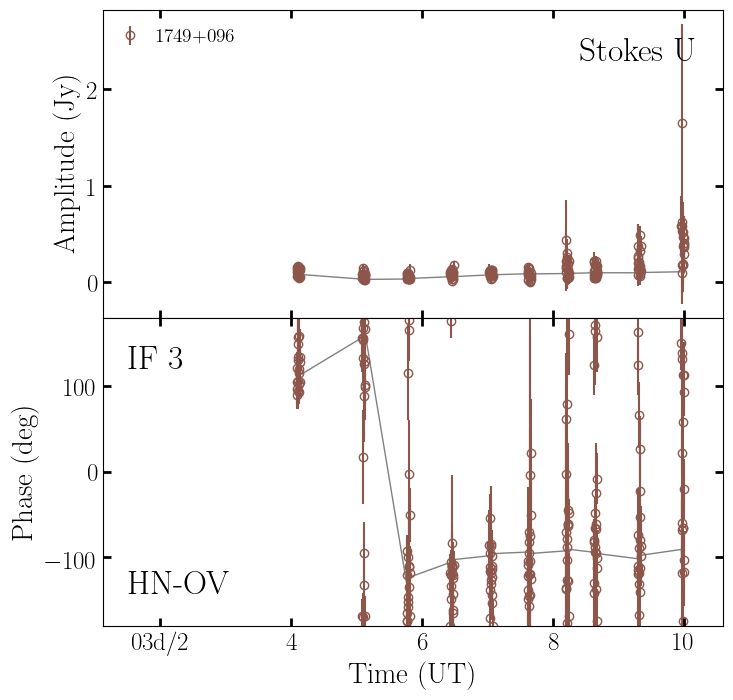 1749+096
Stokes U
Amplitude (Jy)
2
1
0
IF 3
HN-OV
Phase (deg)
100
0
−100
03d/2
4
6
8
10
Time (UT)